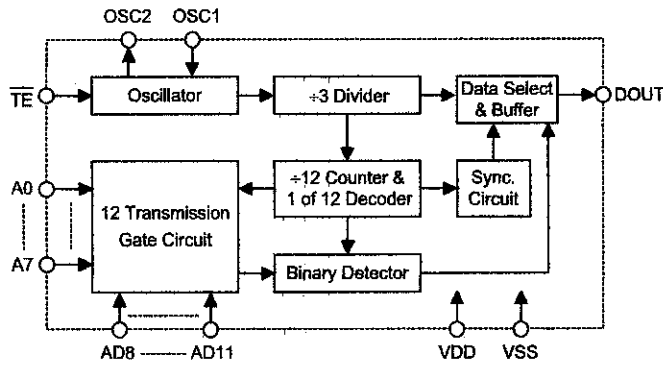 OSC2 OSC1
TE
Oscillator
÷3 Divider
Data Select
& Buffer
DOUT
A0
A7
12 Transmission
Gate Circuit
÷12 Counter &
1 of 12 Decoder
Sync.
Circuit
Binary Detector
AD8 AD11
VDD VSS